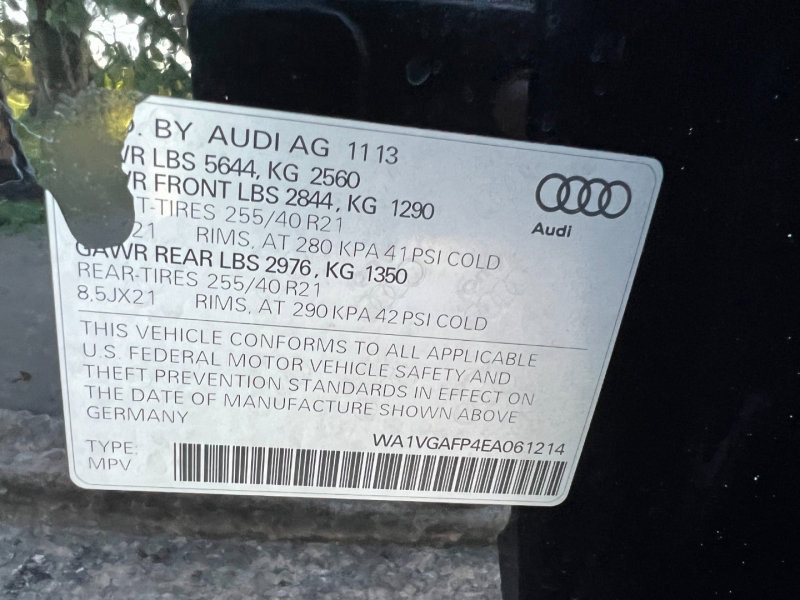 . BY AUDI AG 11 13
WR LBS 5644, KG 2560
WR FRONT LBS 2844, KG 1290
T-TIRES 255/40 R21
21 RIMS, AT 280 KPA 41 PSI COLD
GAWR REAR LBS 2976, KG 1350
REAR-TIRES 255/40 R21
8,5JX21 RIMS, AT 290 KPA 42 PSI COLD
Audi
THIS VEHICLE CONFORMS TO ALL APPLICABLE
U.S. FEDERAL MOTOR VEHICLE SAFETY AND
THEFT PREVENTION STANDARDS IN EFFECT ON
THE DATE OF MANUFACTURE SHOWN ABOVE
GERMANY
WA1VGAFP4EA061214
TYPE:
MPV